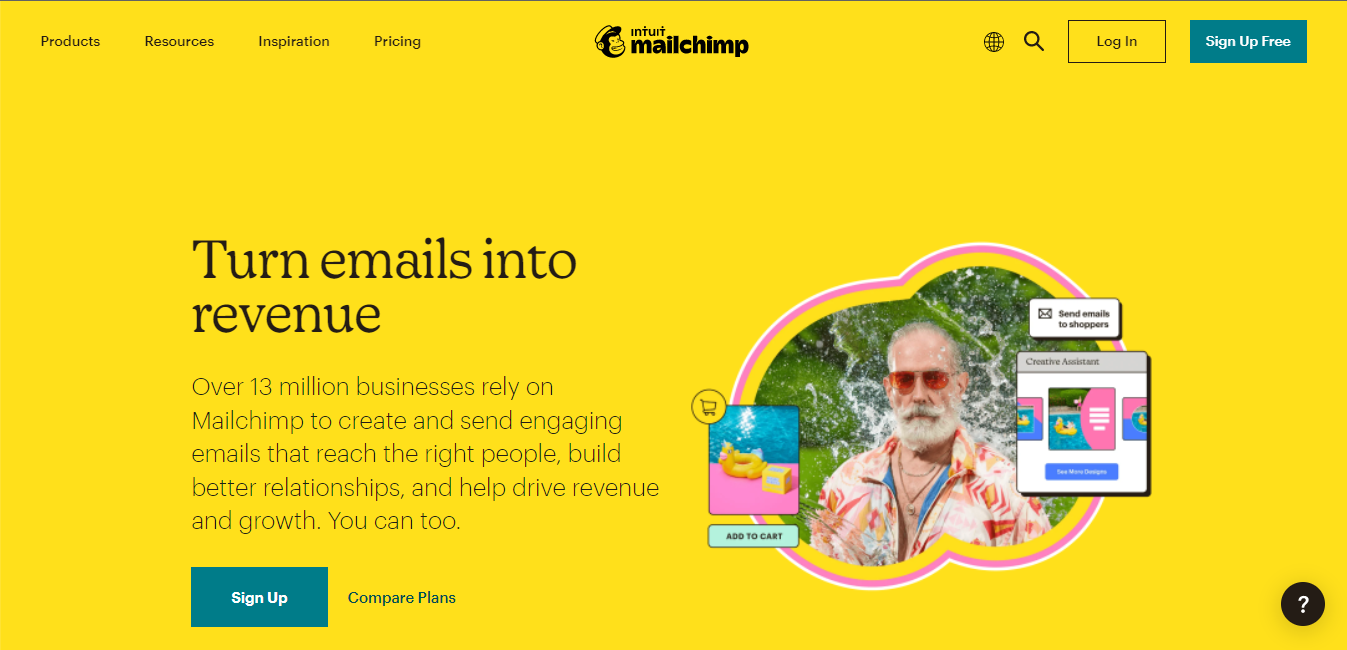 Products Resources Inspiration Pricing
intuit
mailchimp
Log In
Sign Up Free
Turn emails into
revenue
Over 13 million businesses rely on
Mailchimp to create and send engaging
emails that reach the right people, build
better relationships, and help drive revenue
and growth. You can too.
Sign Up
Compare Plans
Send emails
to shoppers
Creative Assistant
See More Designs
ADD TO CART
?